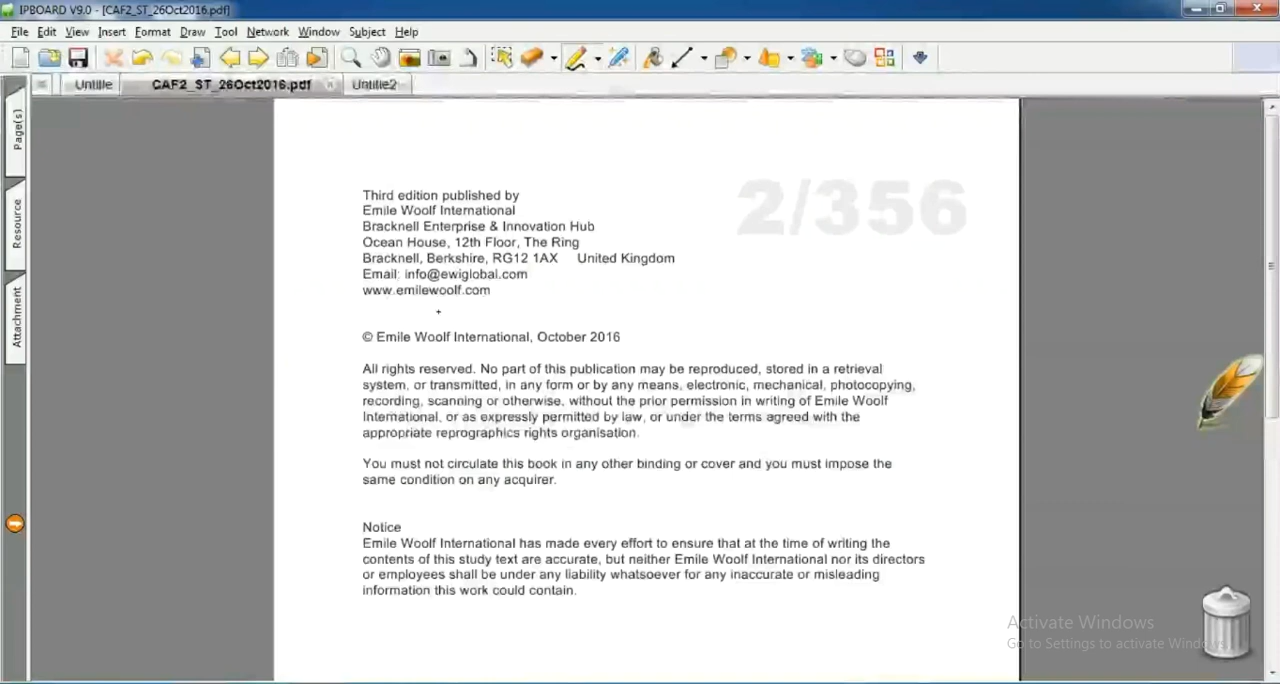 IPBOARD V9.0 - [CAF2_ST_26Oct2016.pdf]
File Edit View Insert Format Draw Tool Network Window Subject Help
Untitle CAF2_ST_26Oct2016.pdf Untitle2
Page(s)
Resource
Attachment
2/356
Third edition published by
Emile Woolf International
Bracknell Enterprise & Innovation Hub
Ocean House, 12th Floor, The Ring
Bracknell, Berkshire, RG12 1AX United Kingdom
Email: info@ewiglobal.com
www.emilewoolf.com
© Emile Woolf International, October 2016
All rights reserved. No part of this publication may be reproduced, stored in a retrieval
system, or transmitted, in any form or by any means, electronic, mechanical, photocopying,
recording, scanning or otherwise, without the prior permission in writing of Emile Woolf
International, or as expressly permitted by law, or under the terms agreed with the
appropriate reprographics rights organisation.
You must not circulate this book in any other binding or cover and you must impose the
same condition on any acquirer.
Notice
Emile Woolf International has made every effort to ensure that at the time of writing the
contents of this study text are accurate, but neither Emile Woolf International nor its directors
or employees shall be under any liability whatsoever for any inaccurate or misleading
information this work could contain.
Activate Windows
Go to Settings to activate Windows.